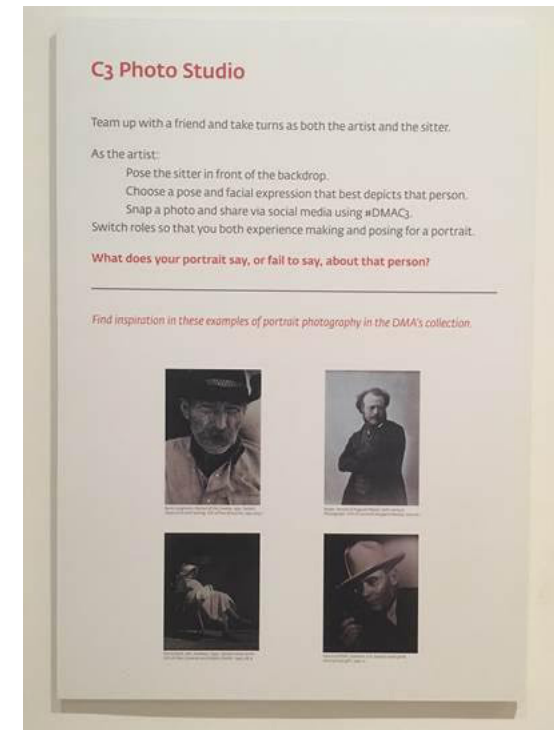 C3 Photo Studio
Team up with a friend and take turns as both the artist and the sitter.
As the artist:
Pose the sitter in front of the backdrop.
Choose a pose and facial expression that best depicts that person.
Snap a photo and share via social media using #DMAC3.
Switch roles so that you both experience making and posing for a portrait.
What does your portrait say, or fail to say, about that person?
Find inspiration in these examples of portrait photography in the DMA's collection.